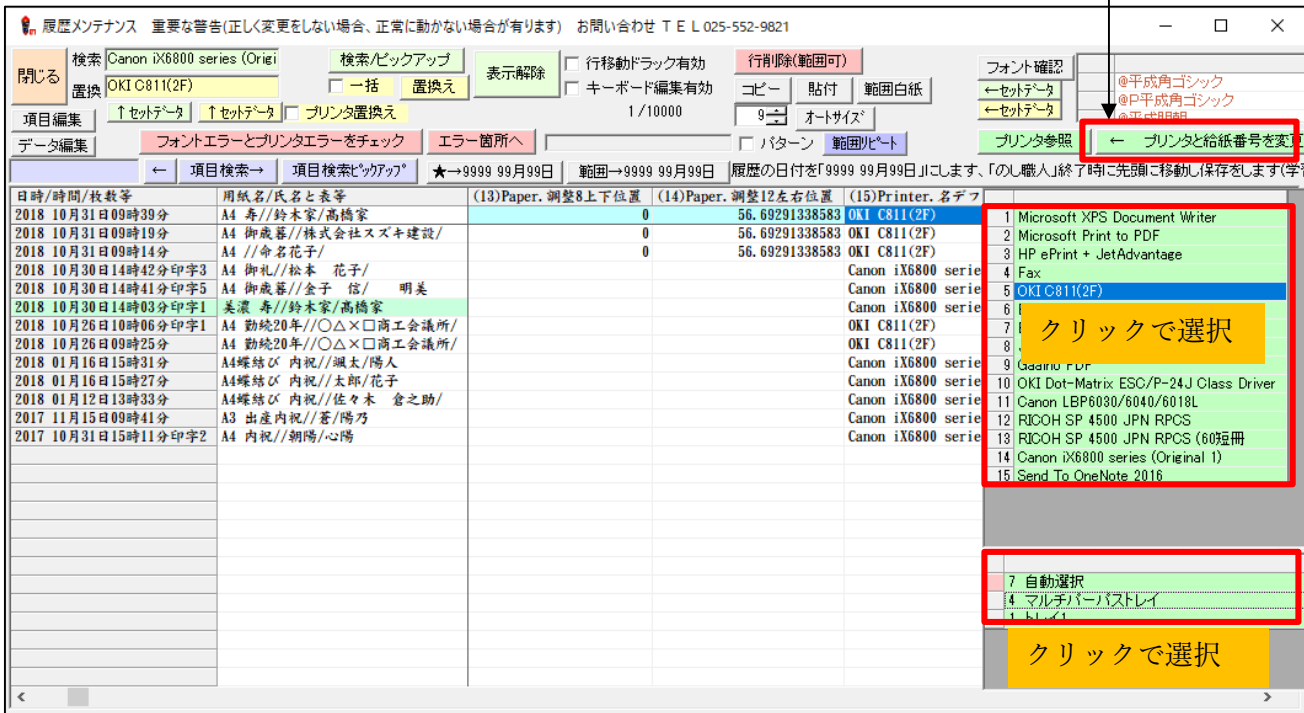 履歴メンテナンス　重要な警告(正しく変更をしない場合、正常に動かない場合が有ります)　お問い合わせ ＴＥＬ025-552-9821
閉じる 検索 Canon iX6800 series (Origi 検索/ピックアップ 表示解除 行移動ドラック有効 行削除(範囲可) フォント確認
置換 OKI C811(2F) 一括 置換え キーボード編集有効 コピー 貼付 範囲白紙 ←セットデータ @平成角ゴシック
項目編集 ↑セットデータ ↑セットデータ プリンタ置換え 1/10000 9 オートサイズ ←セットデータ @P平成角ゴシック
@平成明朝
データ編集 フォントエラーとプリンタエラーをチェック エラー箇所へ パターン 範囲リピート プリンタ参照 ← プリンタと給紙番号を変更
← 項目検索→ 項目検索ピックアップ ★→9999 99月99日 範囲→9999 99月99日 履歴の日付を「9999 99月99日」にします、「のし職人」終了時に先頭に移動し保存をします(学
日時/時間/枚数等 用紙名/氏名と表等 (13)Paper.調整8上下位置 (14)Paper.調整12左右位置 (15)Printer.名デフ
2018 10月31日09時39分 A4 寿//鈴木家/髙橋家 0 56.69291338583 OKI C811(2F)
2018 10月31日09時19分 A4 御歳暮//株式会社スズキ建設/ 0 56.69291338583 OKI C811(2F)
2018 10月31日09時14分 A4 //命名花子/ 0 56.69291338583 OKI C811(2F)
2018 10月30日14時42分印字3 A4 御礼//松本　花子/ Canon iX6800 serie
2018 10月30日14時41分印字5 A4 御歳暮//金子　信/　　明美 Canon iX6800 serie
2018 10月30日14時03分印字1 美濃 寿//鈴木家/髙橋家 Canon iX6800 serie
2018 10月26日10時06分印字1 A4 勤続20年//〇△×□商工会議所/ OKI C811(2F)
2018 10月26日09時25分 A4 勤続20年//〇△×□商工会議所/ OKI C811(2F)
2018 01月16日15時31分 A4蝶結び 内祝//颯太/陽人 Canon iX6800 serie
2018 01月16日15時27分 A4蝶結び 内祝//太郎/花子 Canon iX6800 serie
2018 01月12日13時33分 A4蝶結び 内祝//佐々木　倉之助/ Canon iX6800 serie
2017 11月15日09時41分 A3 出産内祝//蒼/陽乃 Canon iX6800 serie
2017 10月31日15時11分印字2 A4 内祝//朝陽/心陽 Canon iX6800 serie
1 Microsoft XPS Document Writer
2 Microsoft Print to PDF
3 HP ePrint + JetAdvantage
4 Fax
5 OKI C811(2F)
6
7
8
クリックで選択
9
10 OKI Dot-Matrix ESC/P-24J Class Driver
11 Canon LBP6030/6040/6018L
12 RICOH SP 4500 JPN RPCS
13 RICOH SP 4500 JPN RPCS (60短冊
14 Canon iX6800 series (Original 1)
15 Send To OneNote 2016
7 自動選択
4 マルチパーパストレイ
1 トレイ1
クリックで選択